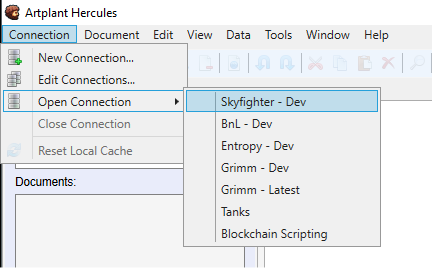 Artplant Hercules
Connection Document Edit View Data Tools Window Help
New Connection...
Edit Connections...
Open Connection
Close Connection
Reset Local Cache
Skyfighter - Dev
BnL - Dev
Entropy - Dev
Grimm - Dev
Grimm - Latest
Tanks
Blockchain Scripting
Documents: